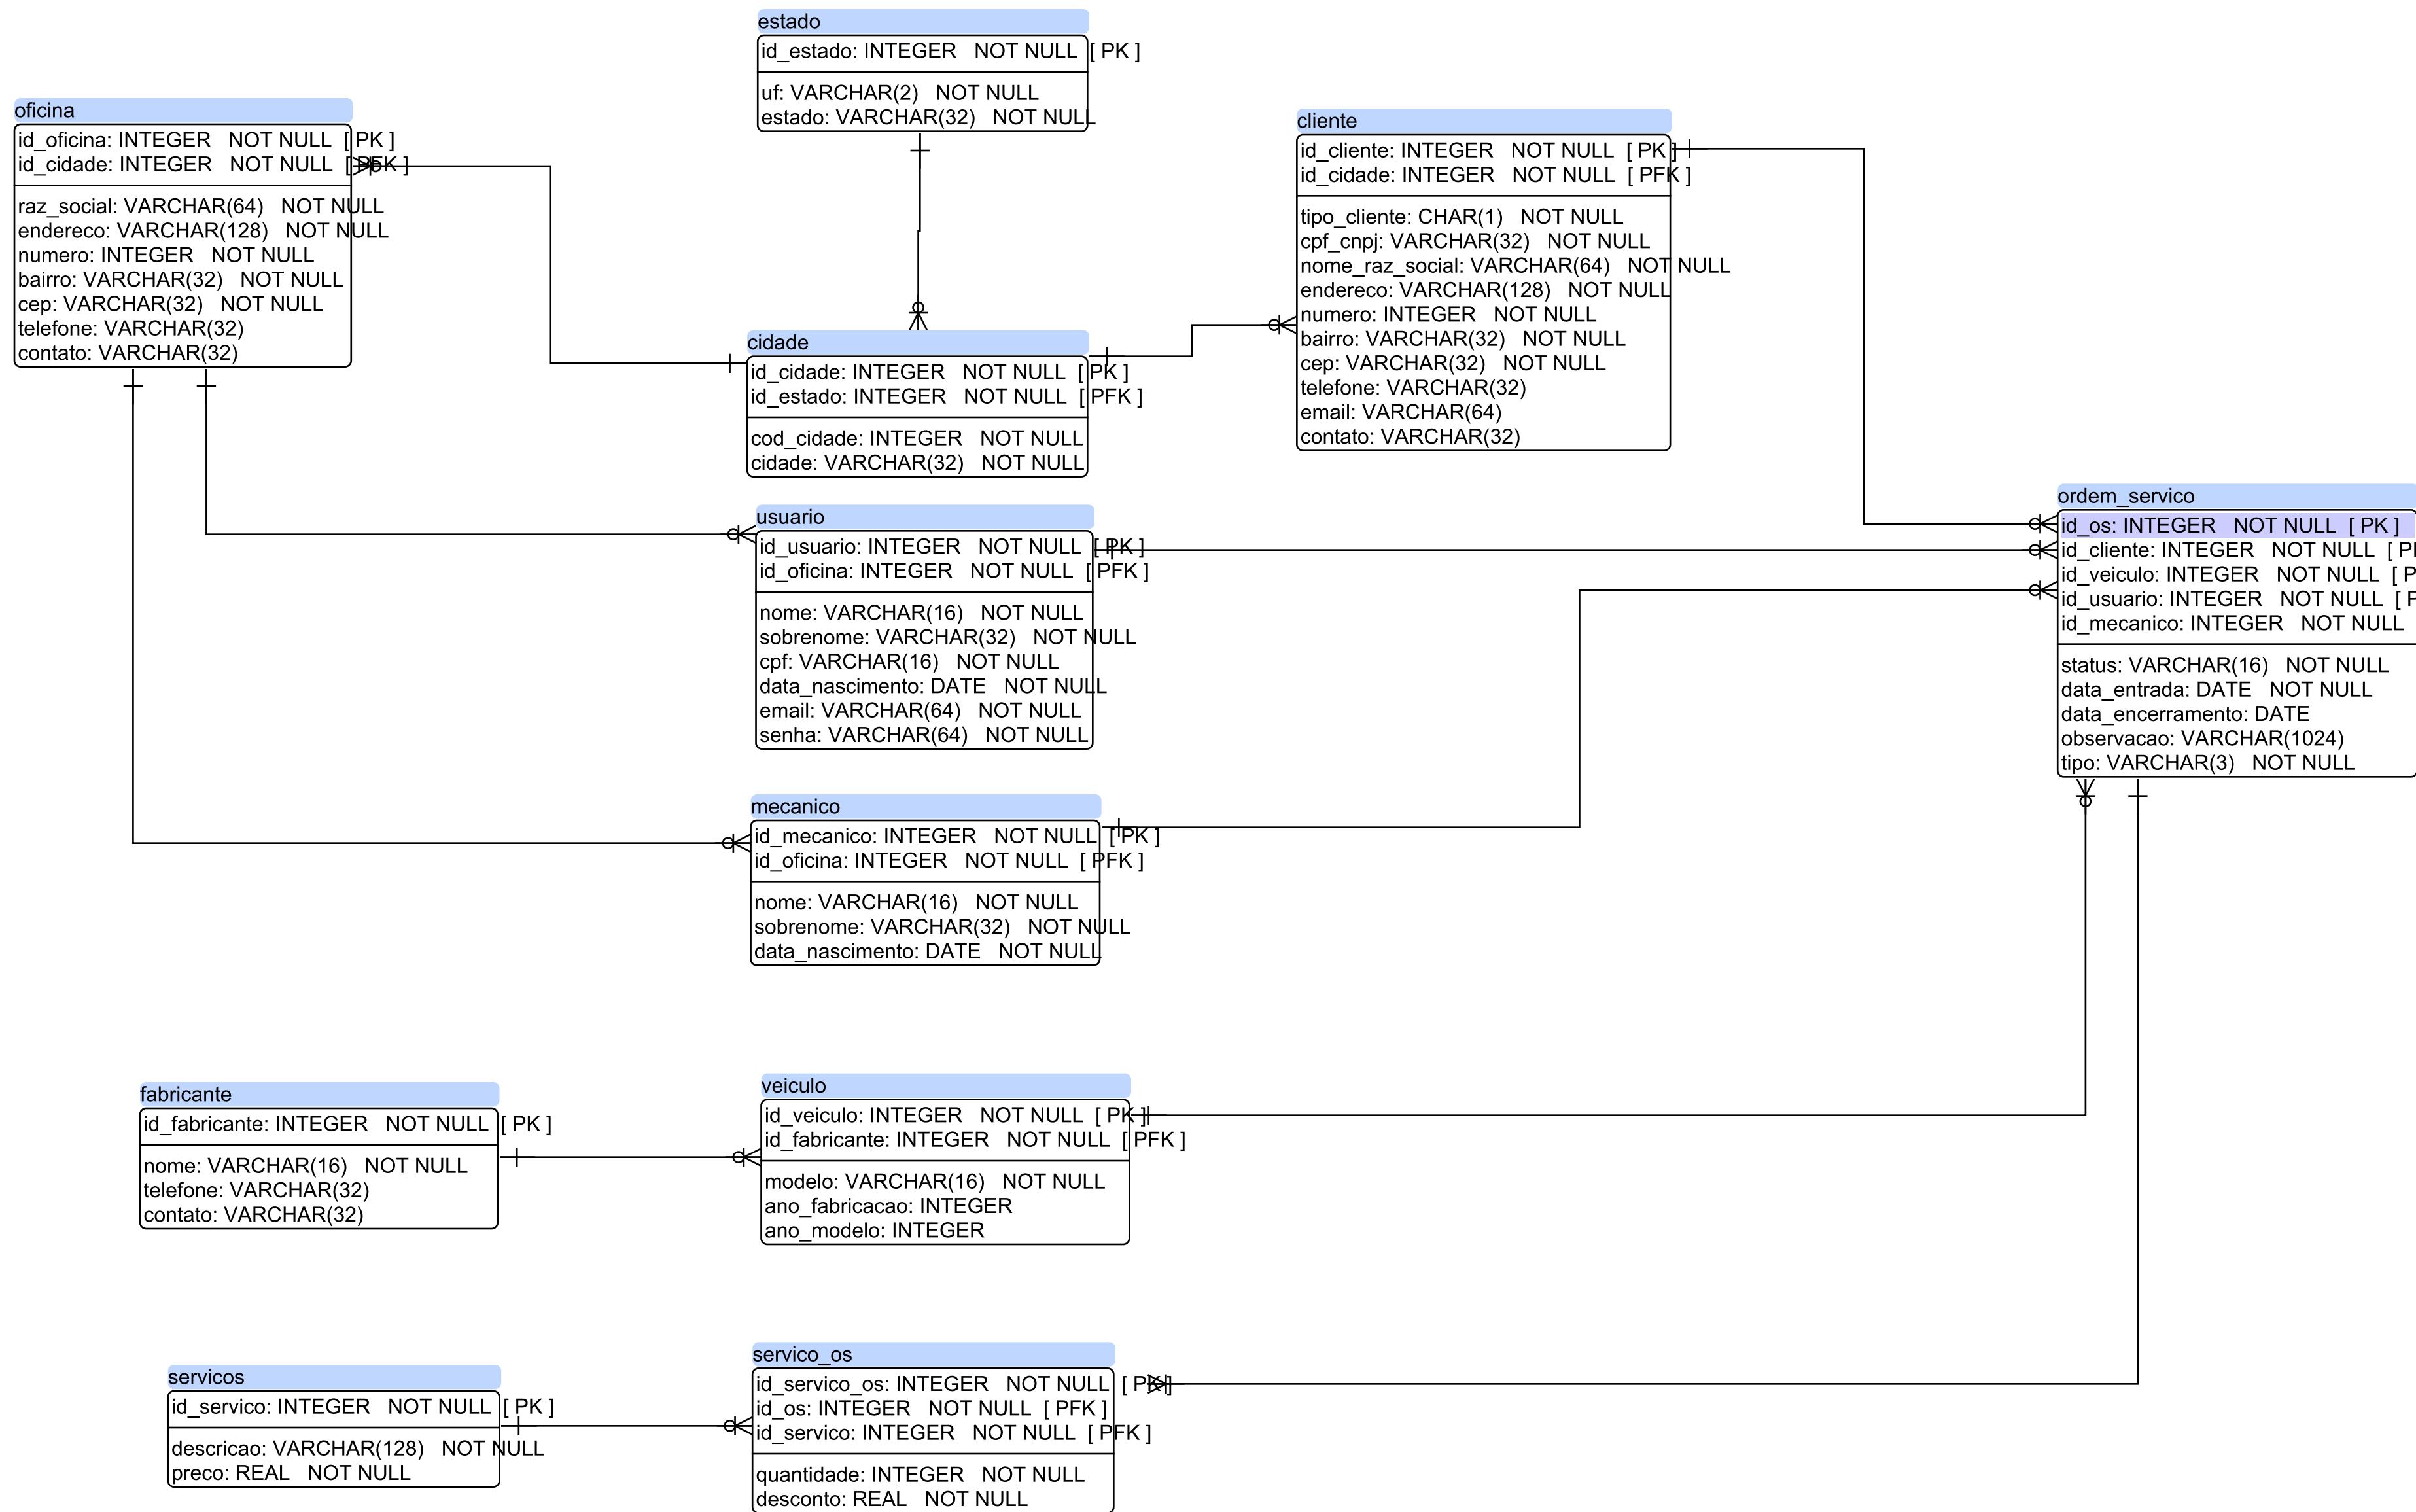 estado
id_estado: INTEGER NOT NULL [ PK ]
uf: VARCHAR(2) NOT NULL
estado: VARCHAR(32) NOT NULL
oficina
id_oficina: INTEGER NOT NULL [ PK ]
id_cidade: INTEGER NOT NULL [ PFK ]
raz_social: VARCHAR(64) NOT NULL
endereco: VARCHAR(128) NOT NULL
numero: INTEGER NOT NULL
bairro: VARCHAR(32) NOT NULL
cep: VARCHAR(32) NOT NULL
telefone: VARCHAR(32)
contato: VARCHAR(32)
cliente
id_cliente: INTEGER NOT NULL [ PK ]
id_cidade: INTEGER NOT NULL [ PFK ]
tipo_cliente: CHAR(1) NOT NULL
cpf_cnpj: VARCHAR(32) NOT NULL
nome_raz_social: VARCHAR(64) NOT NULL
endereco: VARCHAR(128) NOT NULL
numero: INTEGER NOT NULL
bairro: VARCHAR(32) NOT NULL
cep: VARCHAR(32) NOT NULL
telefone: VARCHAR(32)
email: VARCHAR(64)
contato: VARCHAR(32)
cidade
id_cidade: INTEGER NOT NULL [ PK ]
id_estado: INTEGER NOT NULL [ PFK ]
cod_cidade: INTEGER NOT NULL
cidade: VARCHAR(32) NOT NULL
usuario
id_usuario: INTEGER NOT NULL [ PK ]
id_oficina: INTEGER NOT NULL [ PFK ]
nome: VARCHAR(16) NOT NULL
sobrenome: VARCHAR(32) NOT NULL
cpf: VARCHAR(16) NOT NULL
data_nascimento: DATE NOT NULL
email: VARCHAR(64) NOT NULL
senha: VARCHAR(64) NOT NULL
ordem_servico
id_os: INTEGER NOT NULL [ PK ]
id_cliente: INTEGER NOT NULL [
id_veiculo: INTEGER NOT NULL [
id_usuario: INTEGER NOT NULL [
id_mecanico: INTEGER NOT NULL
status: VARCHAR(16) NOT NULL
data_entrada: DATE NOT NULL
data_encerramento: DATE
observacao: VARCHAR(1024)
tipo: VARCHAR(3) NOT NULL
mecanico
id_mecanico: INTEGER NOT NULL [ PK ]
id_oficina: INTEGER NOT NULL [ PFK ]
nome: VARCHAR(16) NOT NULL
sobrenome: VARCHAR(32) NOT NULL
data_nascimento: DATE NOT NULL
fabricante
id_fabricante: INTEGER NOT NULL [ PK ]
nome: VARCHAR(16) NOT NULL
telefone: VARCHAR(32)
contato: VARCHAR(32)
veiculo
id_veiculo: INTEGER NOT NULL [ PK ]
id_fabricante: INTEGER NOT NULL [ PFK ]
modelo: VARCHAR(16) NOT NULL
ano_fabricacao: INTEGER
ano_modelo: INTEGER
servicos
id_servico: INTEGER NOT NULL [ PK ]
descricao: VARCHAR(128) NOT NULL
preco: REAL NOT NULL
servico_os
id_servico_os: INTEGER NOT NULL [ PK ]
id_os: INTEGER NOT NULL [ PFK ]
id_servico: INTEGER NOT NULL [ PFK ]
quantidade: INTEGER NOT NULL
desconto: REAL NOT NULL